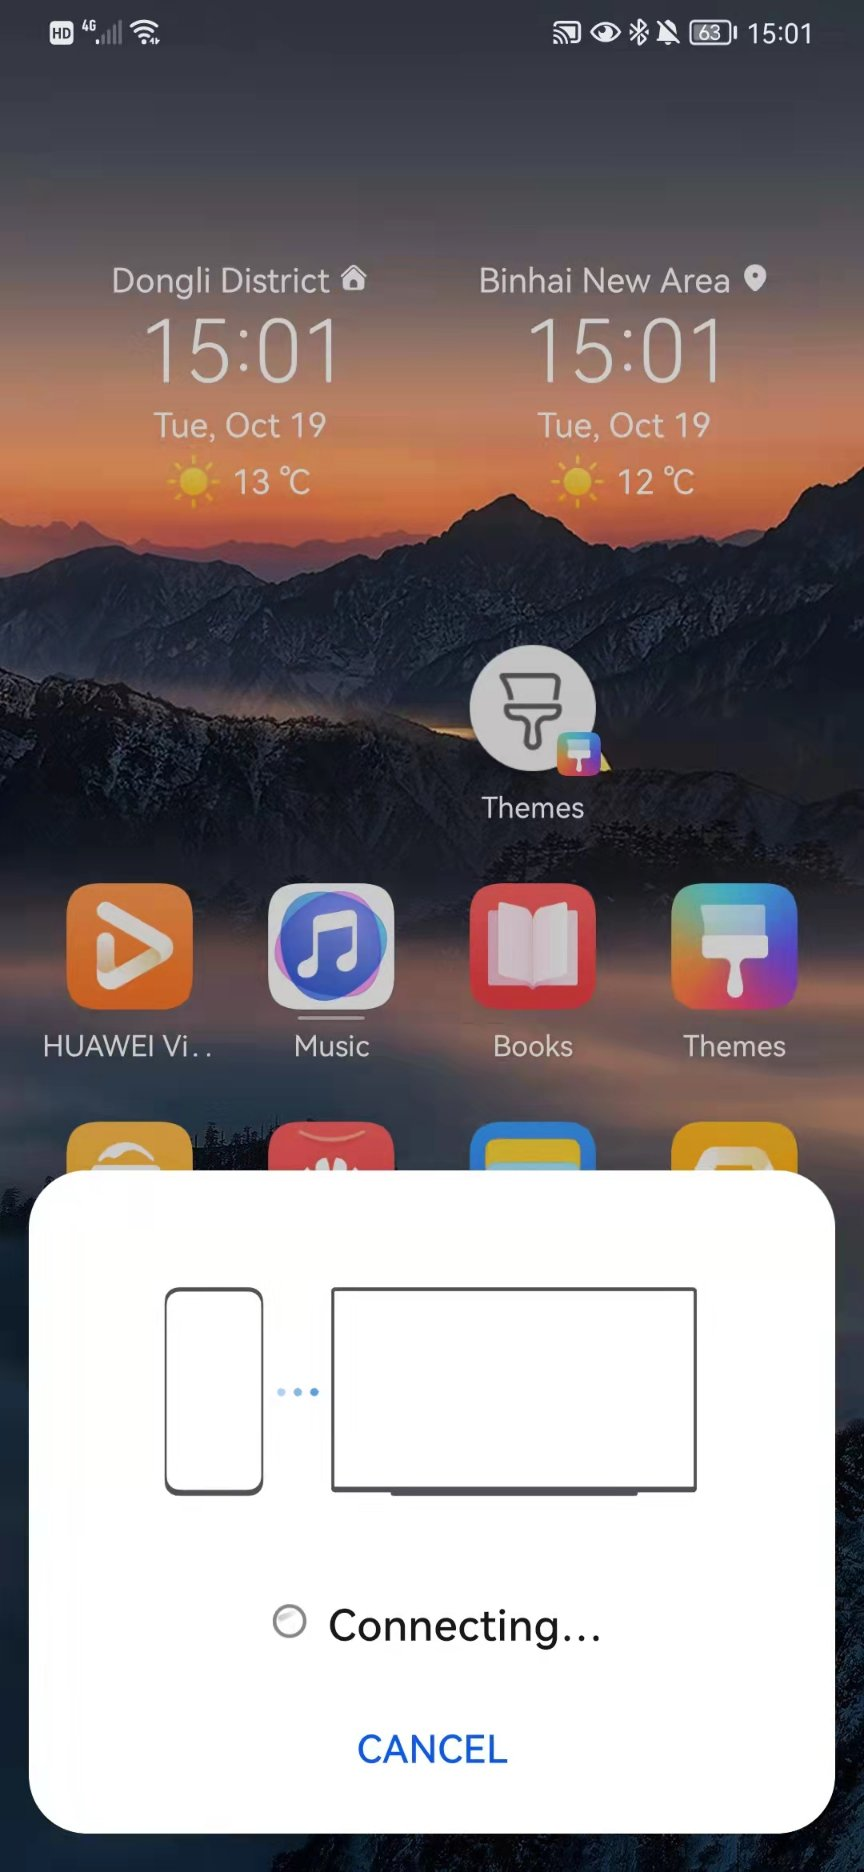 HD 4G 63 15:01
Dongli District Binhai New Area
15:01 15:01
Tue, Oct 19 Tue, Oct 19
13 °C 12 °C
Themes
HUAWEI Vi.. Music Books Themes
Connecting...
CANCEL